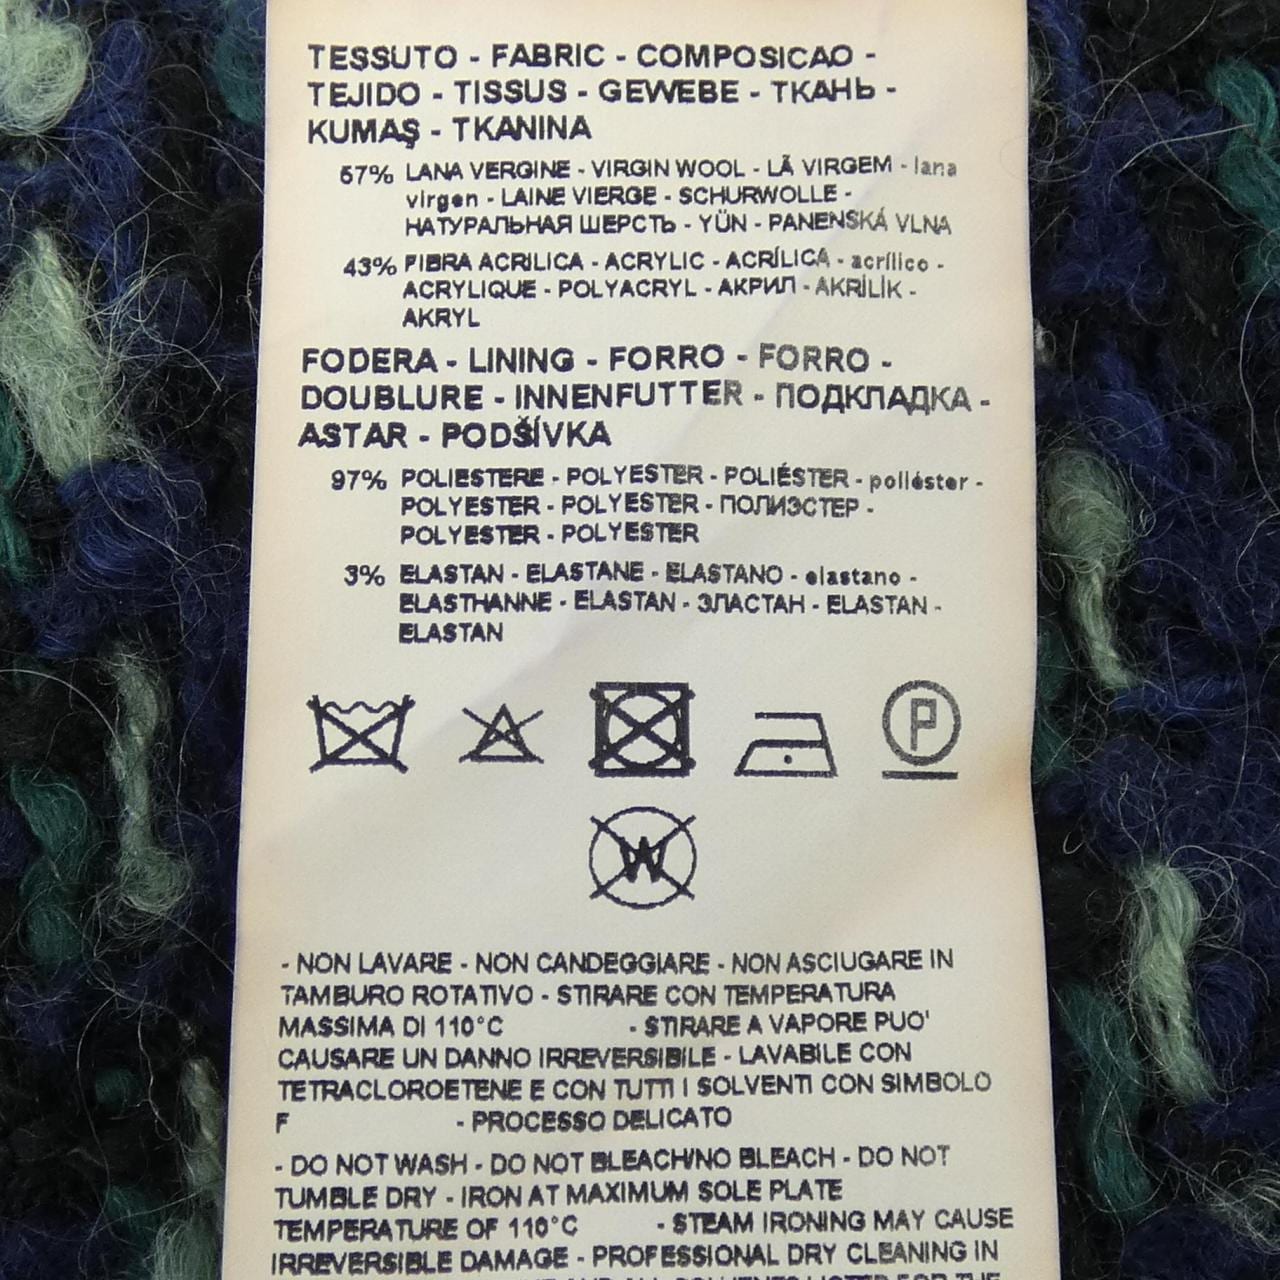 TESSUTO - FABRIC - COMPOSICAO -
TEJIDO - TISSUS - GEWEBE - ТКАНЬ -
KUMAŞ - TKANINA
57% LANA VERGINE - VIRGIN WOOL - LÃ VIRGEM - lana
virgen - LAINE VIERGE - SCHURWOLLE -
НАТУРАЛЬНАЯ ШЕРСТЬ - YÜN - PANENSKÁ VLNA
43% FIBRA ACRILICA - ACRYLIC - ACRÍLICA - acrílico -
ACRYLIQUE - POLYACRYL - АКРИЛ - AKRİLİK -
AKRYL
FODERA - LINING - FORRO - FORRO -
DOUBLURE - INNENFUTTER - ПОДКЛАДКА -
ASTAR - PODŠÍVKA
97% POLIESTERE - POLYESTER - POLIÉSTER - poliéster -
POLYESTER - POLYESTER - ПОЛИЭСТЕР -
POLYESTER - POLYESTER
3% ELASTAN - ELASTANE - ELASTANO - elastano -
ELASTHANNE - ELASTAN - ЭЛАСТАН - ELASTAN -
ELASTAN
P
W
- NON LAVARE - NON CANDEGGIARE - NON ASCIUGARE IN
TAMBURO ROTATIVO - STIRARE CON TEMPERATURA
MASSIMA DI 110°C - STIRARE A VAPORE PUO'
CAUSARE UN DANNO IRREVERSIBILE - LAVABILE CON
TETRACLOROETENE E CON TUTTI I SOLVENTI CON SIMBOLO
F - PROCESSO DELICATO
- DO NOT WASH - DO NOT BLEACH/NO BLEACH - DO NOT
TUMBLE DRY - IRON AT MAXIMUM SOLE PLATE
TEMPERATURE OF 110°C - STEAM IRONING MAY CAUSE
IRREVERSIBLE DAMAGE - PROFESSIONAL DRY CLEANING IN